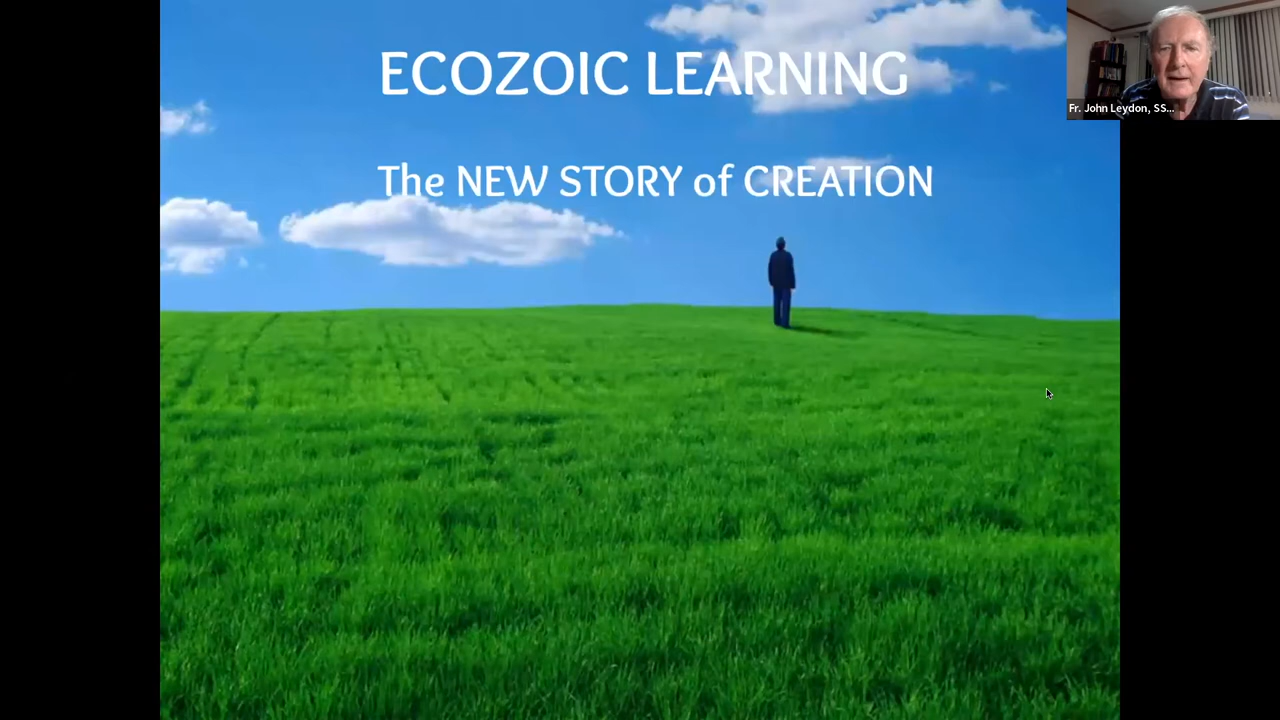 ECOZOIC LEARNING
The NEW STORY of CREATION
Fr. John Leydon, SS...